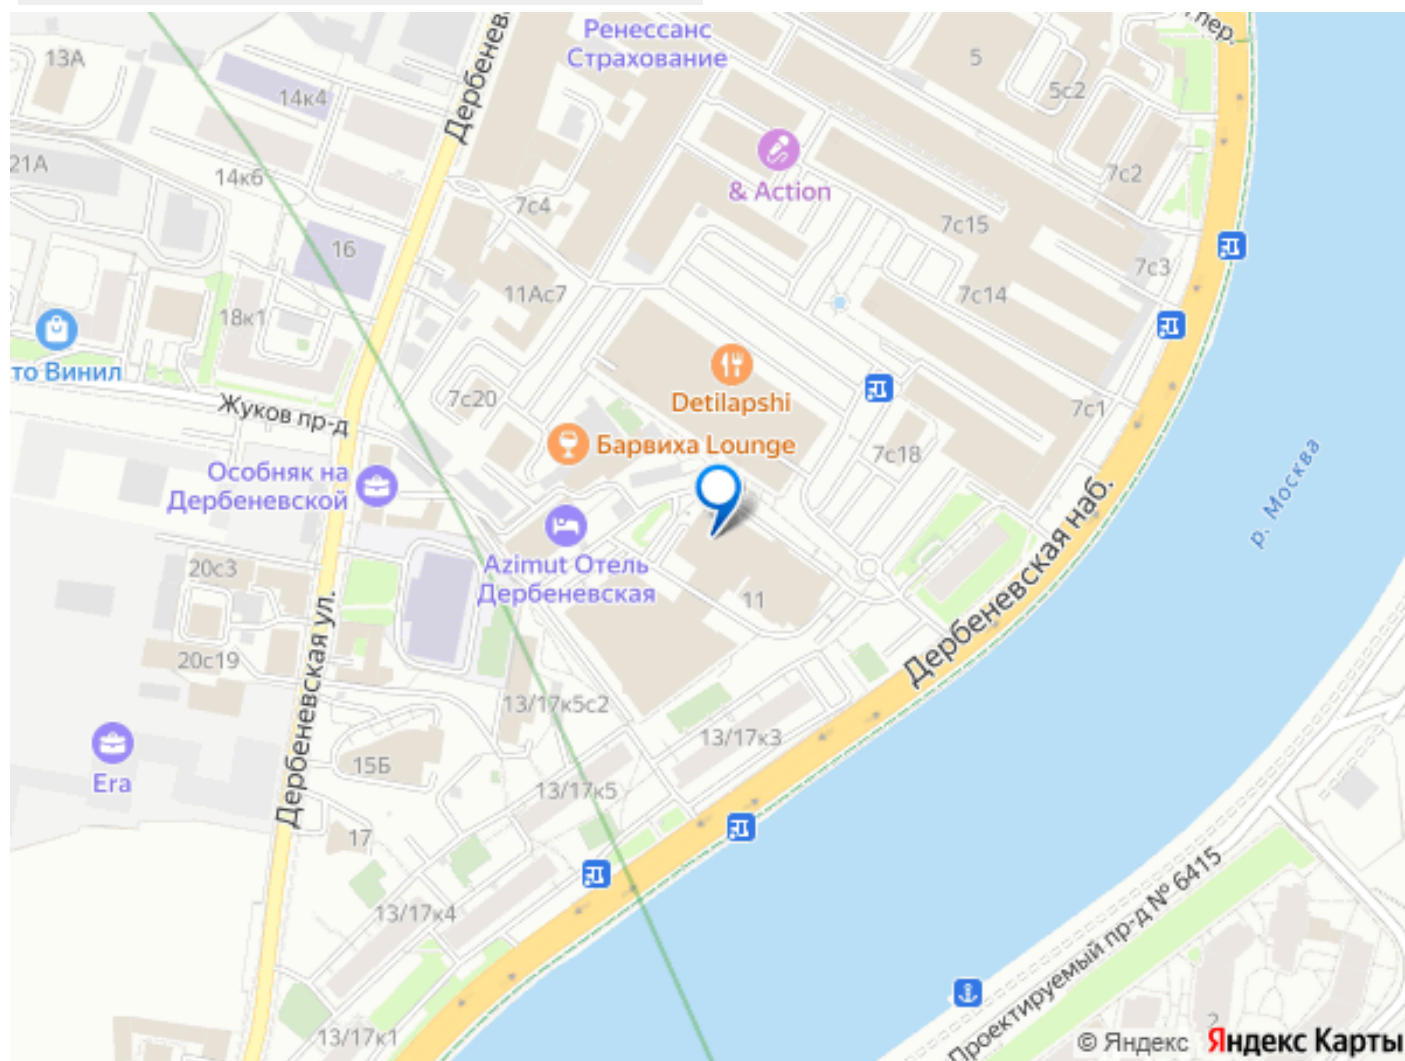 Ренессанс
Страхование
пер.
Дербенев
13А
5
5с2
14к4
21А
14к6
& Action
7с2
7с4
7с15
16
7с3
11Ас7
7с14
18к1
то Винил
Detilapshi
7с20
7с1
Жуков пр-д
Барвиха Lounge
7с18
Особняк на
Дербеневской
р. Москва
Azimut Отель
Дербеневская
20с3
11
Дербеневская наб.
Дербеневская ул.
20с19
13/17к5с2
13/17к3
15Б
Era
13/17к5
17
13/17к4
Проектируемый пр-д № 6415
13/17к1
2
© Яндекс Яндекс Карты